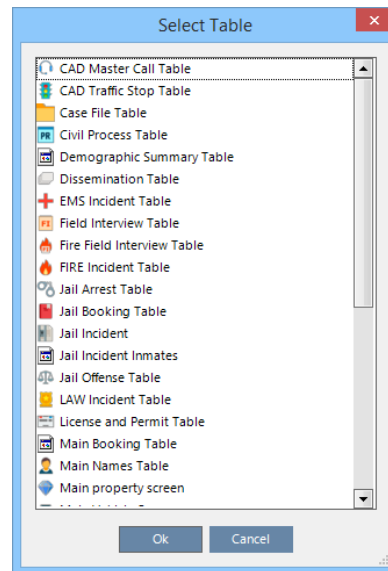 Select Table
CAD Master Call Table
CAD Traffic Stop Table
Case File Table
PR Civil Process Table
Demographic Summary Table
Dissemination Table
EMS Incident Table
FI Field Interview Table
Fire Field Interview Table
FIRE Incident Table
Jail Arrest Table
Jail Booking Table
Jail Incident
Jail Incident Inmates
Jail Offense Table
LAW Incident Table
License and Permit Table
Main Booking Table
Main Names Table
Main property screen
Ok Cancel